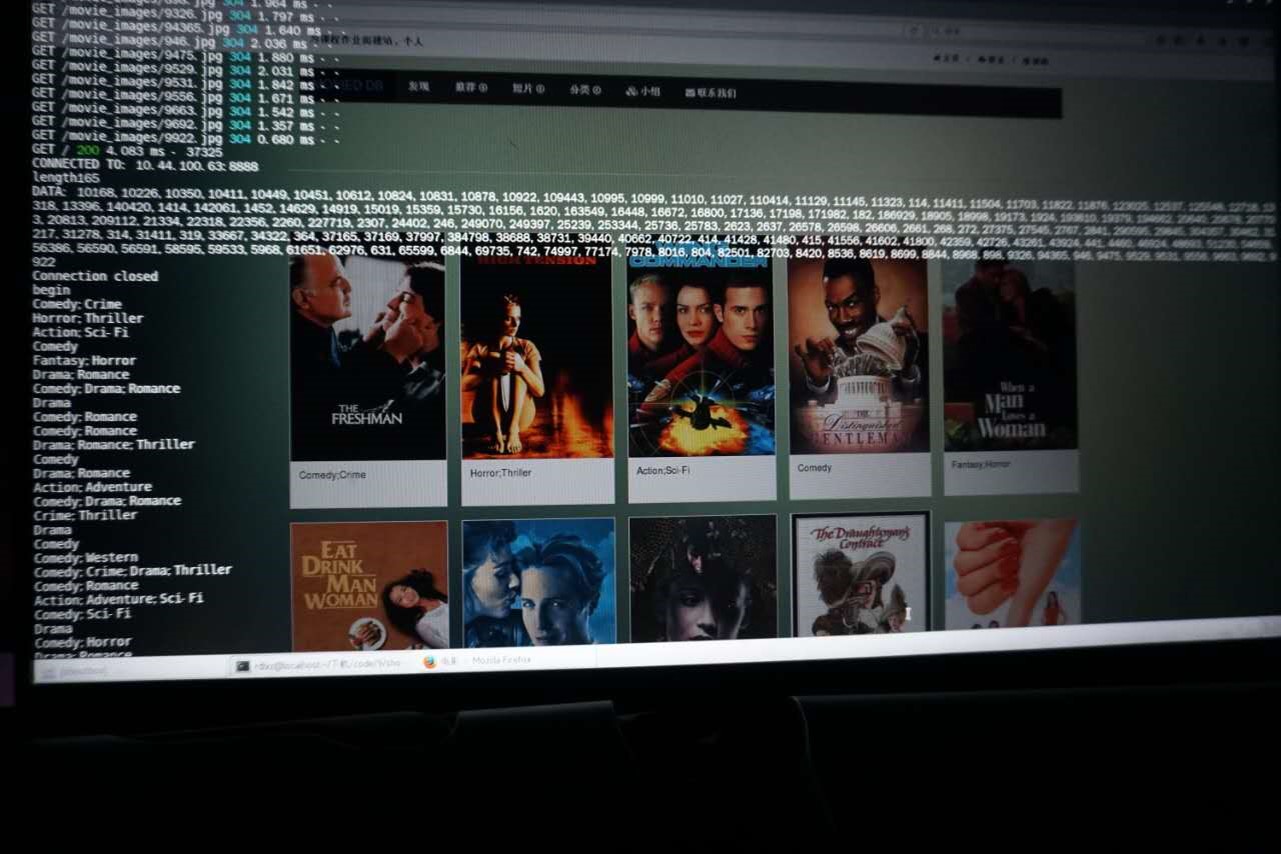 GET /movie_images/9326.jpg 304 1.797 ms - -
GET /movie_images/94365.jpg 304 1.640 ms - -
GET /movie_images/946.jpg 304 2.036 ms - -
GET /movie_images/9475.jpg 304 1.880 ms - -
GET /movie_images/9529.jpg 304 2.031 ms - -
GET /movie_images/9531.jpg 304 1.842 ms - -
GET /movie_images/9556.jpg 304 1.671 ms - -
GET /movie_images/9663.jpg 304 1.542 ms - -
GET /movie_images/9692.jpg 304 1.357 ms - -
GET /movie_images/9922.jpg 304 0.680 ms - -
GET / 200 4.083 ms - 37325
发现 推荐 短片 分类 小组 联系我们
CONNECTED TO: 10.44.100.63:8888
length165
DATA: 10168, 10226, 10350, 10411, 10449, 10451, 10612, 10824, 10831, 10878, 10922, 109443, 10995, 10999, 11010, 11027, 110414, 11129, 11145, 11323, 114, 11411, 11504, 11703, 11822, 11876,
318, 13396, 140420, 1414, 142061, 1452, 14629, 14919, 15019, 15359, 15730, 16156, 1620, 163549, 16448, 16672, 16800, 17136, 17198, 171982, 182, 186929, 18905, 18998, 19173, 1924,
3, 20813, 209112, 21334, 22318, 22356, 2260, 227719, 2307, 24402, 246, 249070, 249397, 25239, 253344, 25736, 25783, 2623, 2637, 26578, 26598, 26606, 2661, 268, 272, 27375, 27545,
217, 31278, 314, 31411, 319, 33667, 34322, 364, 37165, 37169, 37997, 384798, 38688, 38731, 39440, 40662, 40722, 414, 41428, 41480, 415, 41556, 41602, 41800, 42359, 42726, 43261,
56386, 56590, 56591, 58595, 59533, 5968, 61651, 62976, 631, 65599, 6844, 69735, 742, 74997, 77174, 7978, 8016, 804, 82501, 82703, 8420, 8536, 8619, 8699, 8844, 8968, 898, 9326, 94365, 946, 9475, 9529, 9531, 9556, 9663, 9692, 9
922
Connection closed
begin
Comedy;Crime
Horror;Thriller
Action;Sci-Fi
Comedy
Fantasy;Horror
Drama;Romance
Comedy;Drama;Romance
Drama
Comedy;Romance
Comedy;Romance
Drama;Romance;Thriller
Comedy
Drama;Romance
Action;Adventure
Comedy;Drama;Romance
Crime;Thriller
Drama
Comedy
Comedy;Western
Comedy;Crime;Drama;Thriller
Comedy;Romance
Action;Adventure;Sci-Fi
Comedy;Sci-Fi
Drama
Comedy;Horror
Drama;Romance
THE
FRESHMAN
HIGH TENSION
COMMANDER
THE
Distinguished
GENTLEMAN
When a
Man
Loves a
Woman
Comedy;Crime
Horror;Thriller
Action;Sci-Fi
Comedy
Fantasy;Horror
EAT
DRINK
MAN
WOMAN
The Draughtsman's
Contract
Mozilla Firefox